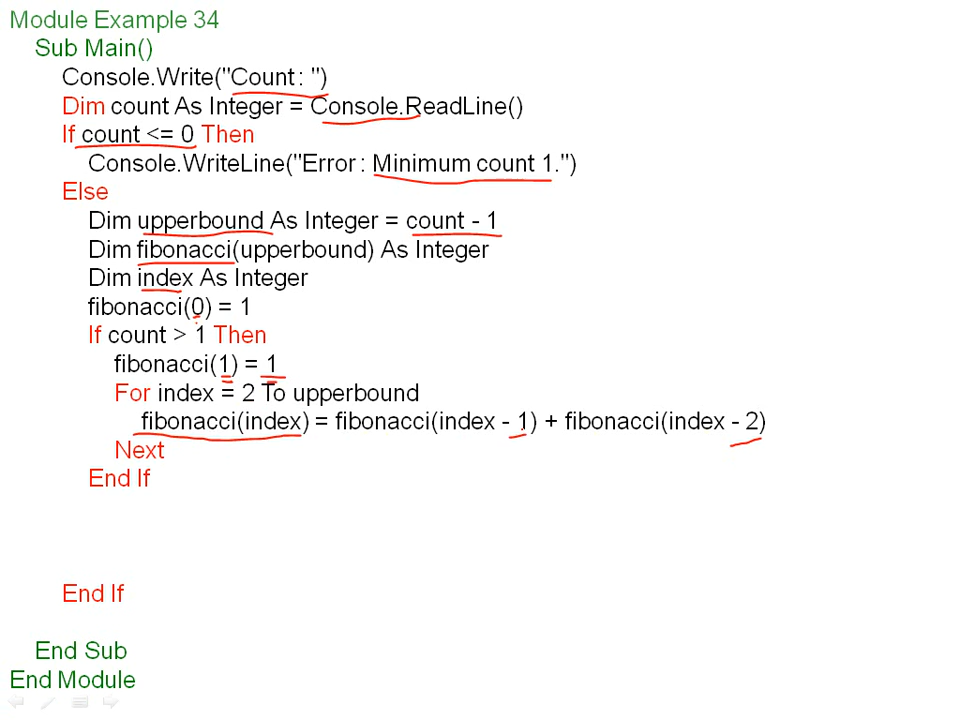 Module Example 34
Sub Main()
Console.Write("Count : ")
Dim count As Integer = Console.ReadLine()
If count <= 0 Then
Console.WriteLine("Error : Minimum count 1.")
Else
Dim upperbound As Integer = count - 1
Dim fibonacci(upperbound) As Integer
Dim index As Integer
fibonacci(0) = 1
If count > 1 Then
fibonacci(1) = 1
For index = 2 To upperbound
fibonacci(index) = fibonacci(index - 1) + fibonacci(index - 2)
Next
End If
End If
End Sub
End Module